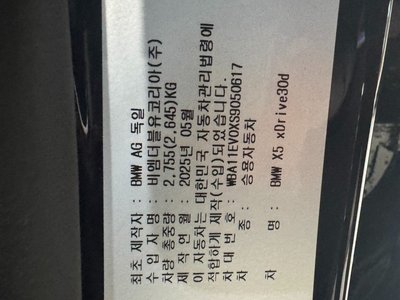 최초 제작자 : BMW AG 독일
수 입 자 명 : 비엠더블유코리아(주)
차량 총중량 : 2,755(2,645)KG
제 작 연 월 : 2025년 05월
이 자동차는 대한민국 자동차관리법령에
적합하게 제작(수입)되었습니다.
차 대 번 호 : WBA11EV0XS9050617
차 종 : 승용자동차
차 명 : BMW X5 xDrive30d